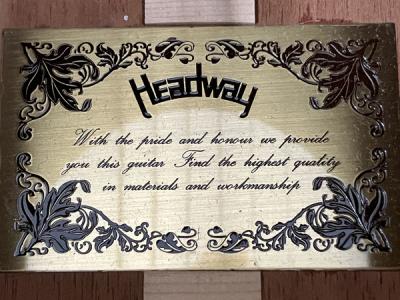 Headway
With the pride and honour we provide
you this guitar Find the highest quality
in materials and workmanship